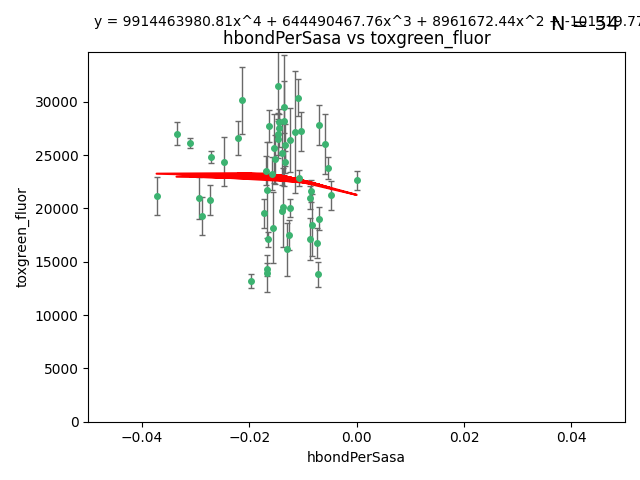 y = 9914463980.81x^4 + 644490467.76x^3 + 8961672.44x^2 +
N = 54
hbondPerSasa vs toxgreen_fluor
30000
25000
20000
15000
10000
5000
0
toxgreen_fluor
−0.04 −0.02 0.00 0.02 0.04
hbondPerSasa